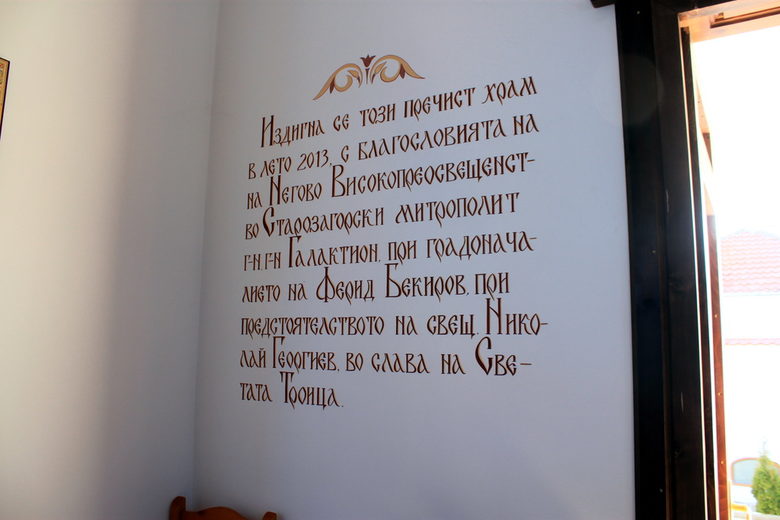 Издигна се този пречист храм
в лето 2013, с благословията на
на Негово Високопреосвещенст-
во Старозагорски митрополит
г-н, г-н Галактион, при градонача-
лието на Ферид Бекиров, при
предстоятелството на свещ. Нико-
лай Георгиев, во слава на Све-
тата Троица.